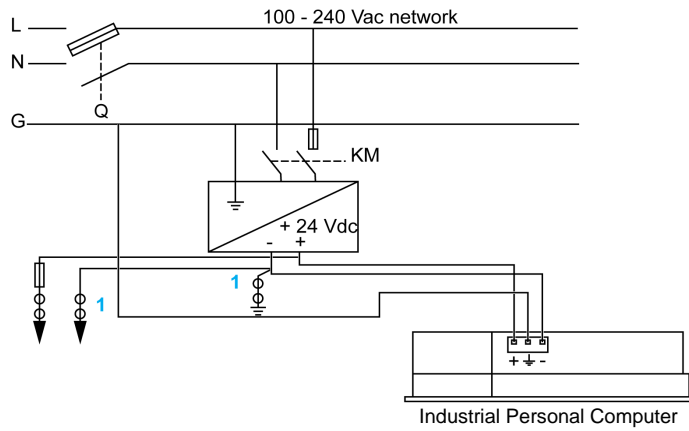 100 - 240 Vac network
L
N
Q
G
KM
+ 24 Vdc
- +
1
1
+ -
Industrial Personal Computer